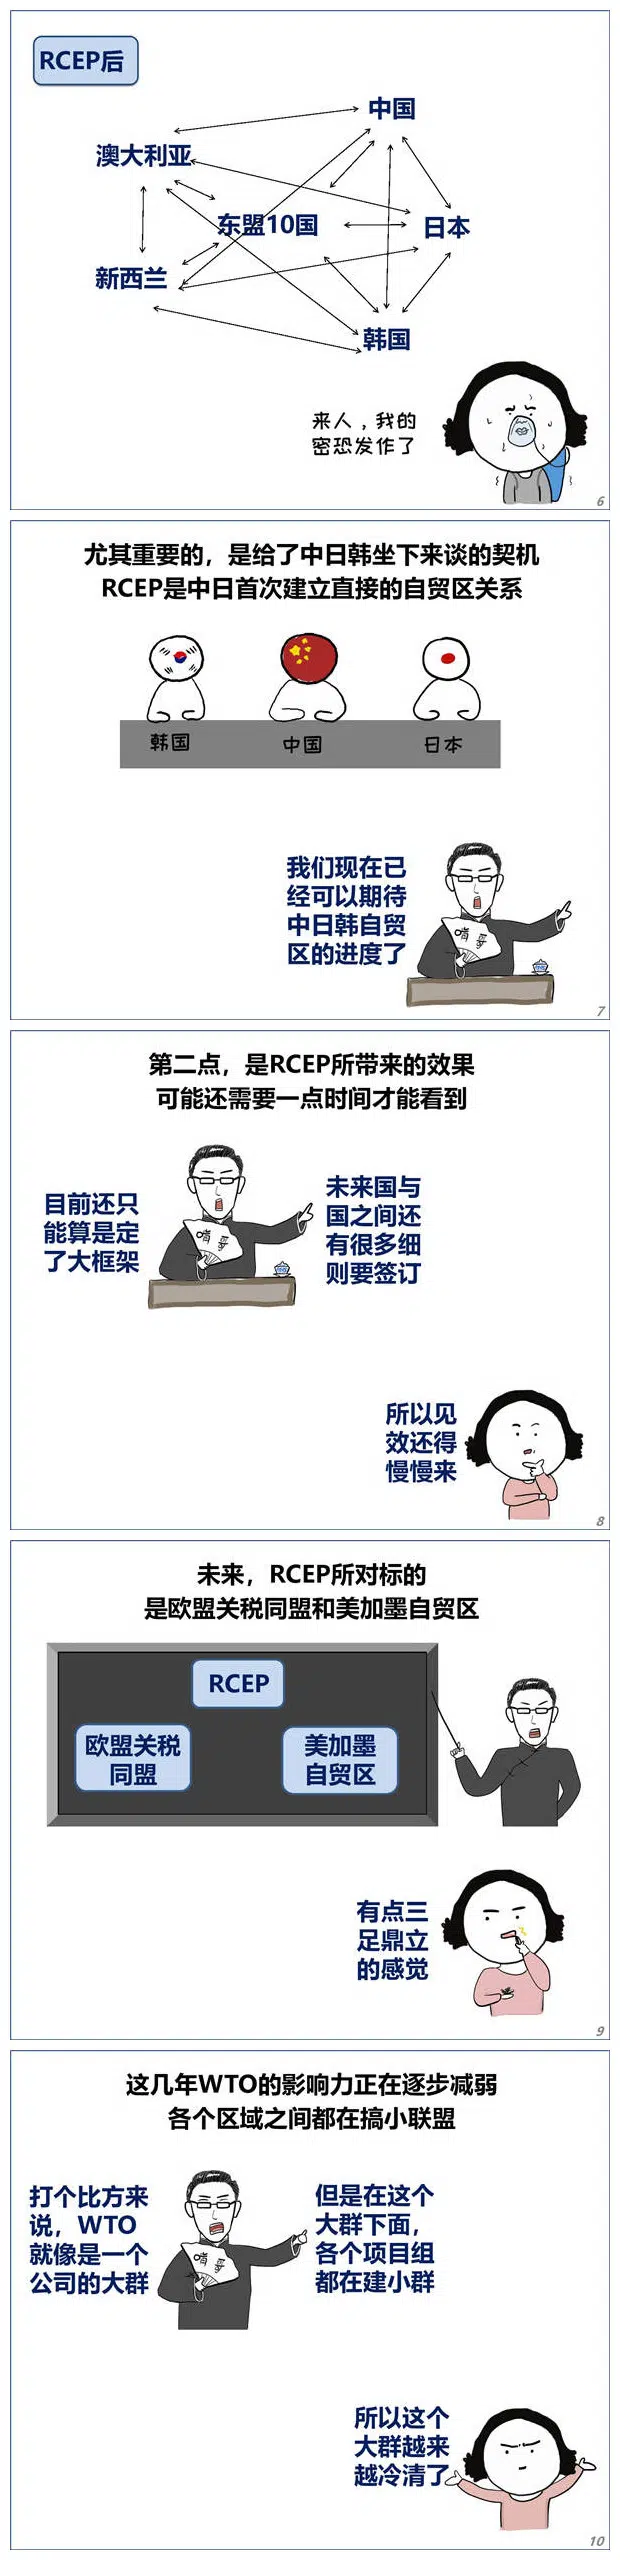 RCEP后
中国
澳大利亚
东盟10国
日本
新西兰
韩国
来人，我的
密恐发作了
6
尤其重要的，是给了中日韩坐下来谈的契机
RCEP是中日首次建立直接的自贸区关系
韩国
中国
日本
我们现在已
经可以期待
中日韩自贸
区的进度了
嘀哥
7
第二点，是RCEP所带来的效果
可能还需要一点时间才能看到
目前还只
能算是定
了大框架
嘀哥
未来国与
国之间还
有很多细
则要签订
所以见
效还得
慢慢来
8
未来，RCEP所对标的
是欧盟关税同盟和美加墨自贸区
RCEP
欧盟关税
同盟
美加墨
自贸区
有点三
足鼎立
的感觉
9
这几年WTO的影响力正在逐步减弱
各个区域之间都在搞小联盟
打个比方来
说，WTO
就像是一个
公司的大群
嘀哥
但是在这个
大群下面，
各个项目组
都在建小群
所以这个
大群越来
越冷清了
10